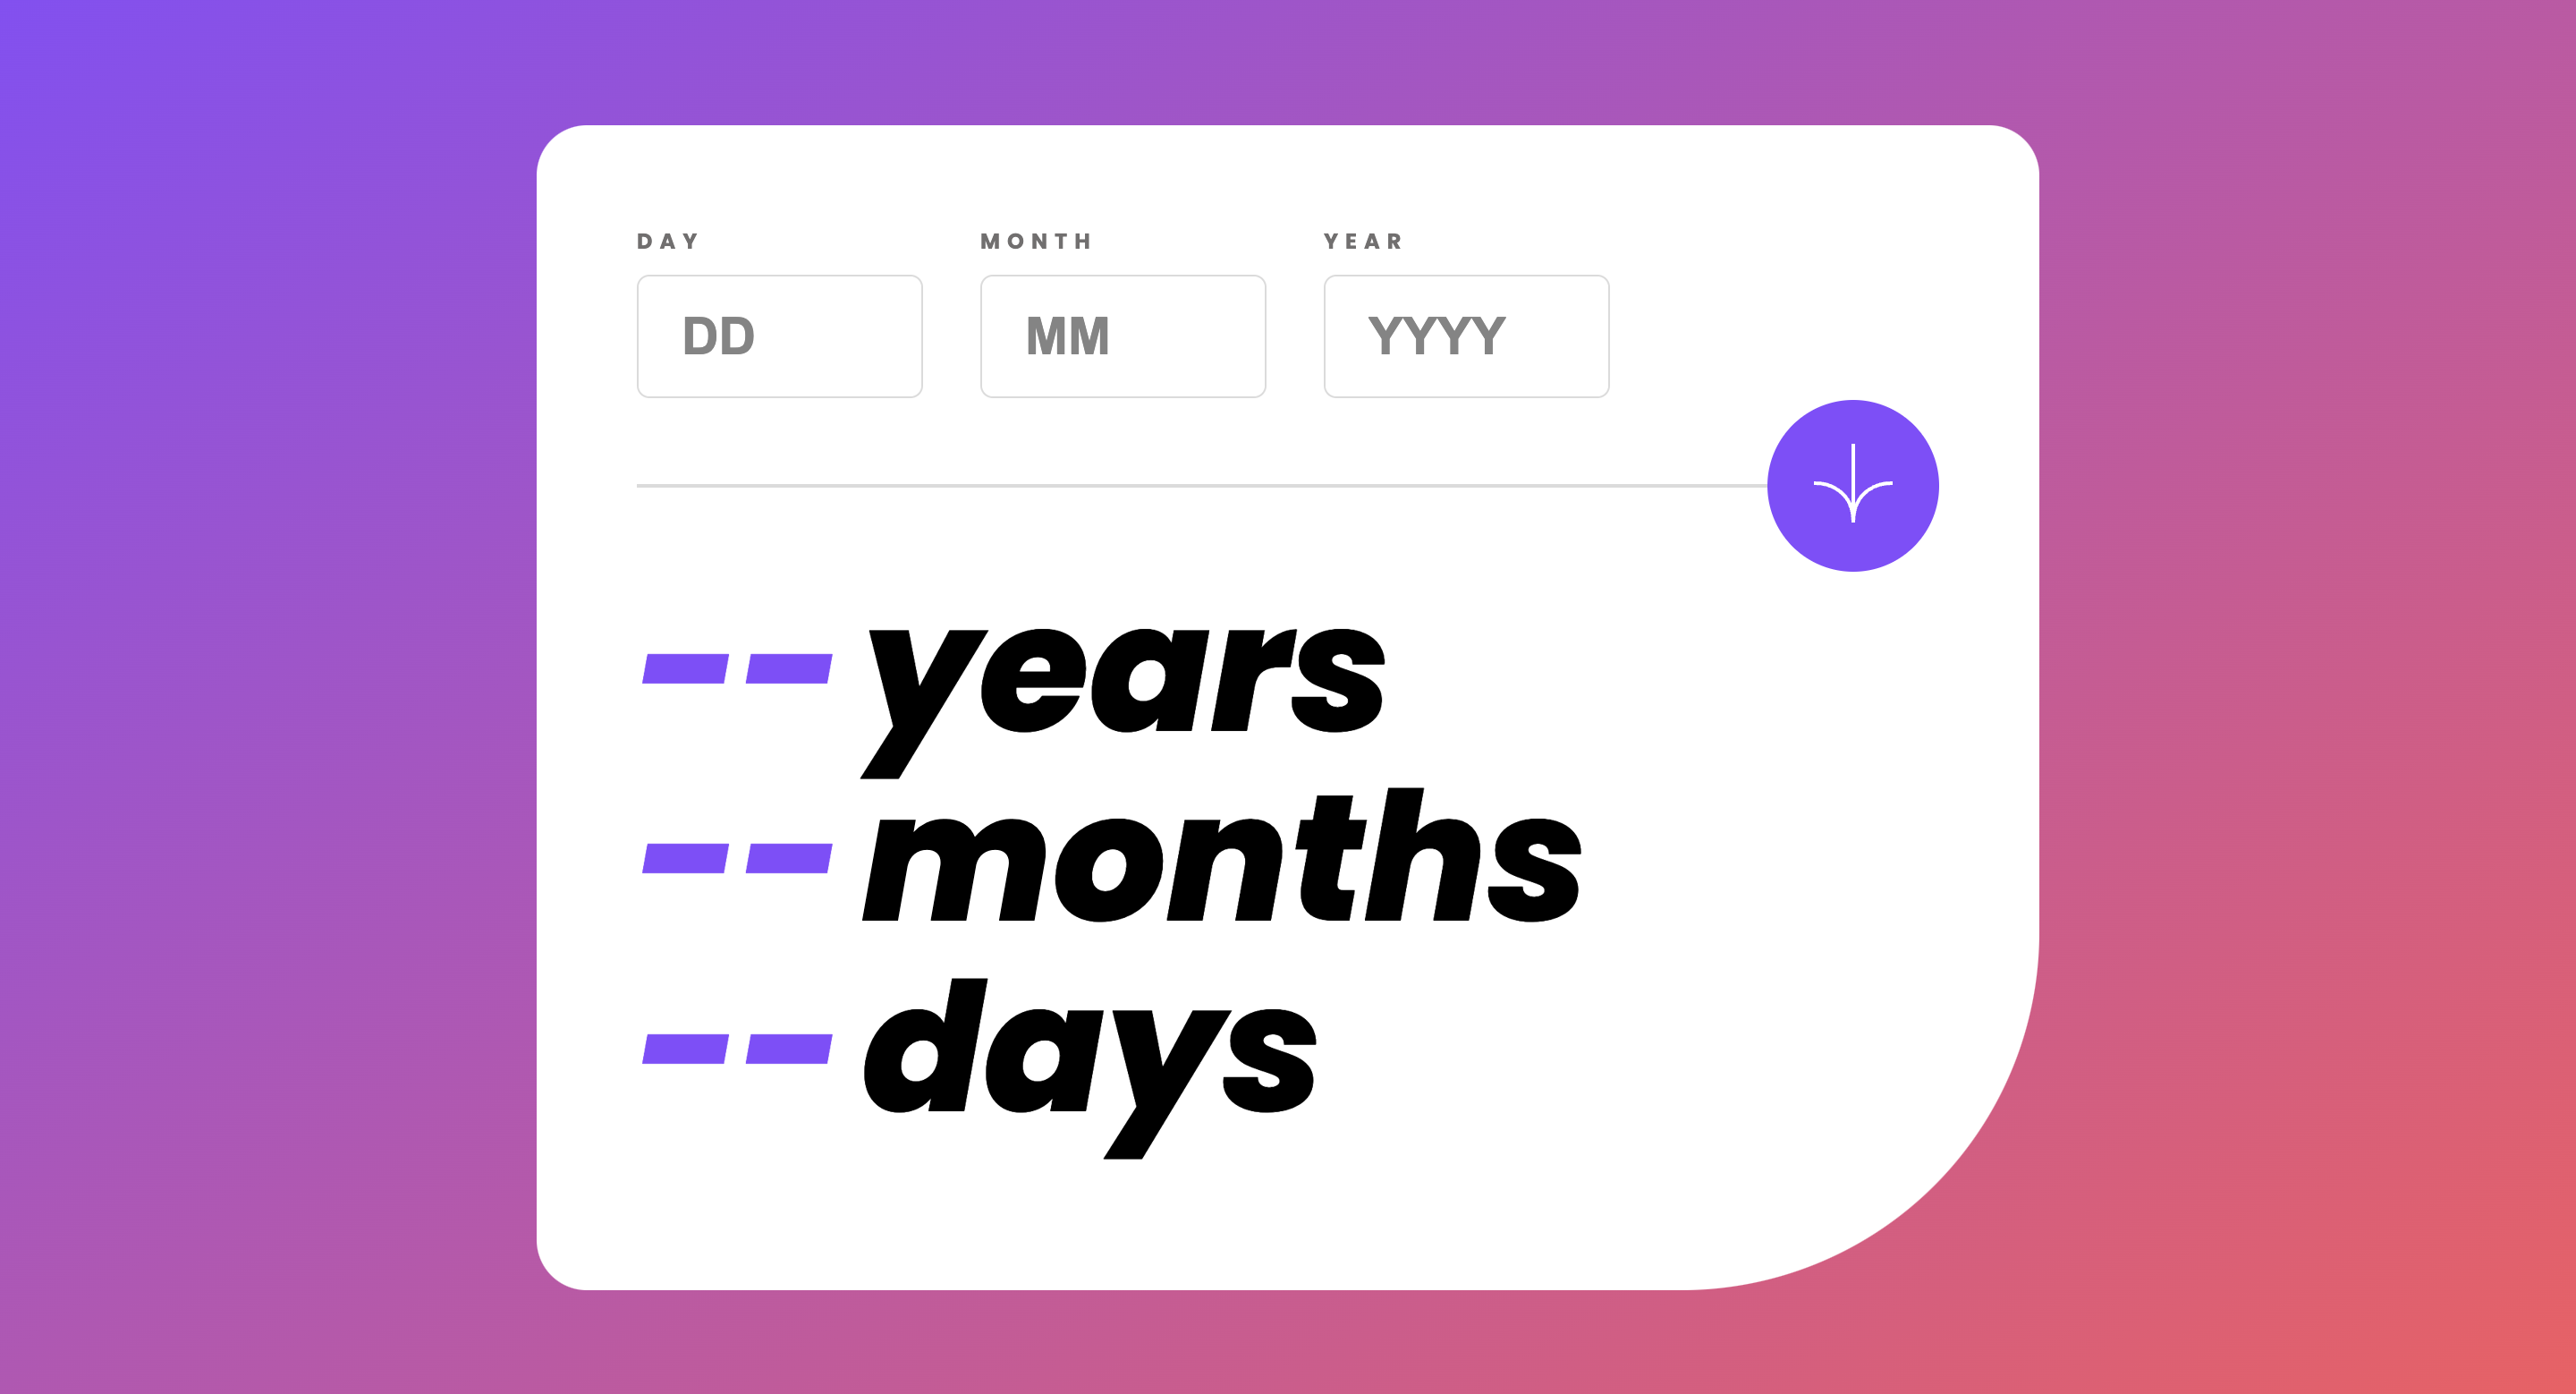 DAY MONTH YEAR
DD MM YYYY
-- years
-- months
-- days